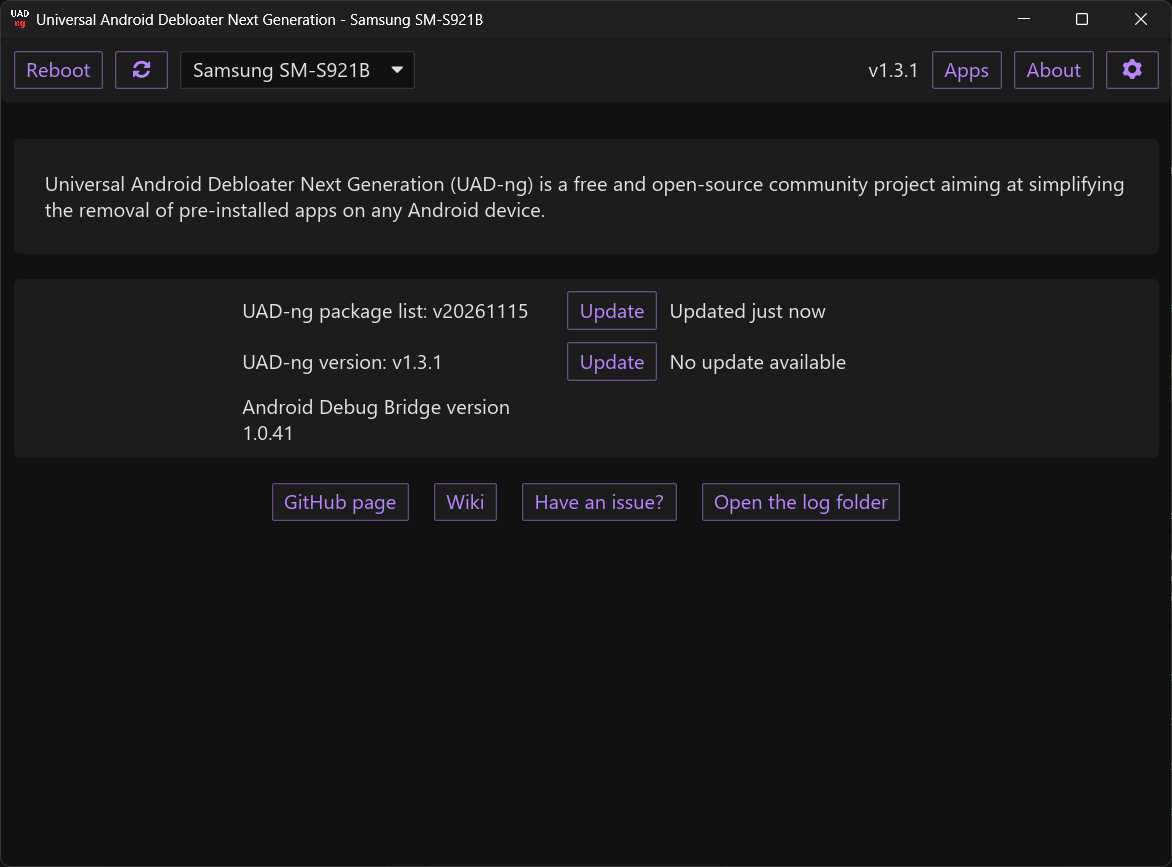 UAD
ng
Universal Android Debloater Next Generation - Samsung SM-S921B
Reboot
Samsung SM-S921B
v1.3.1
Apps
About
Universal Android Debloater Next Generation (UAD-ng) is a free and open-source community project aiming at simplifying
the removal of pre-installed apps on any Android device.
UAD-ng package list: v20261115
Update
Updated just now
UAD-ng version: v1.3.1
Update
No update available
Android Debug Bridge version
1.0.41
GitHub page
Wiki
Have an issue?
Open the log folder